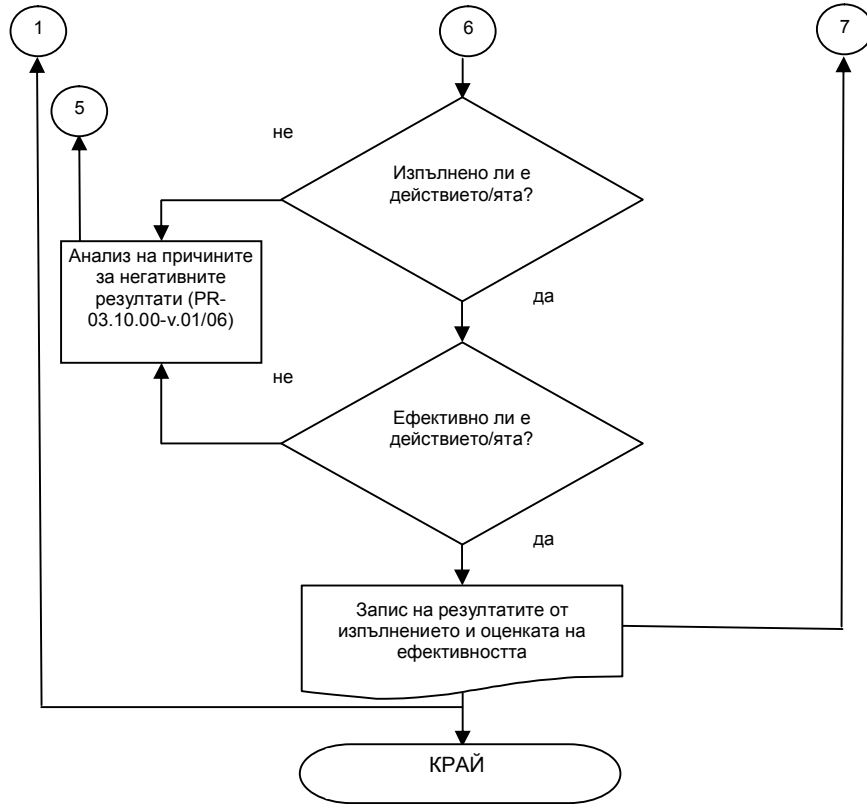 1
6
7
5
не
Изпълнено ли е
действието/ята?
Анализ на причините
за негативните
резултати (PR-
03.10.00-v.01/06)
да
не
Ефективно ли е
действието/ята?
да
Запис на резултатите от
изпълнението и оценката на
ефективността
КРАЙ